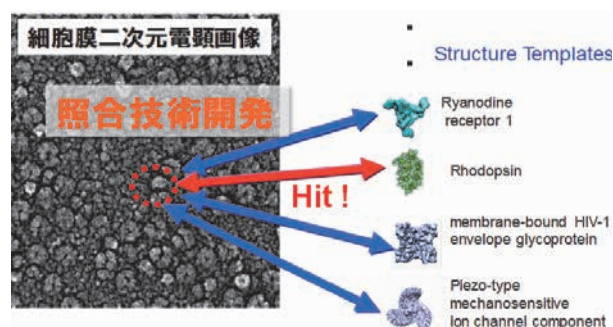 細胞膜二次元電顕画像
照合技術開発
Structure Templates
Ryanodine
receptor 1
Rhodopsin
Hit !
membrane-bound HIV-1
envelope glycoprotein
Piezo-type
mechanosensitive
Ion channel component